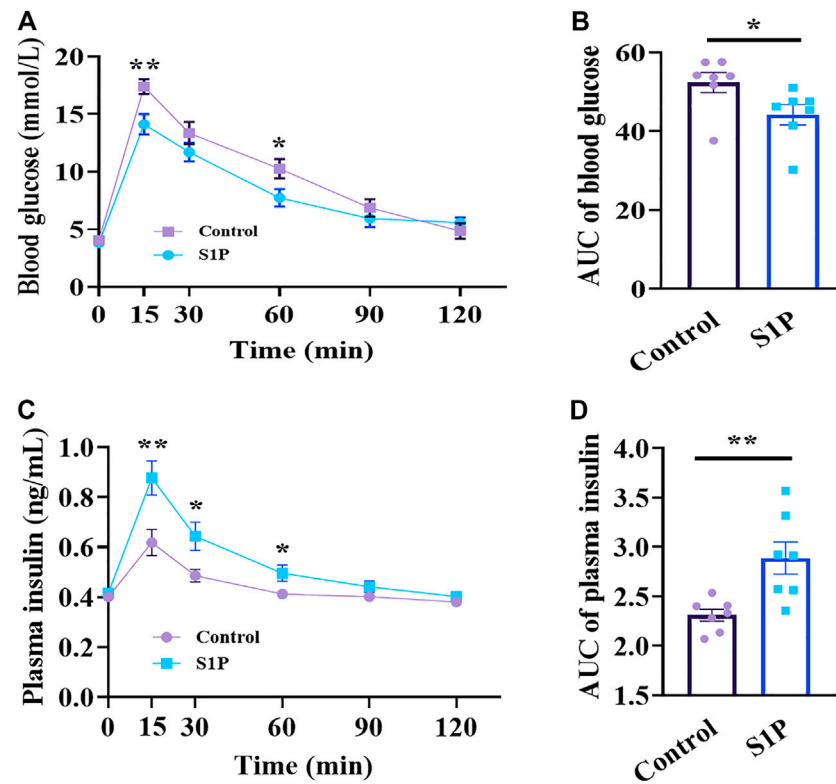 A
Blood glucose (mmol/L)
20
15
10
5
0
**
*
Control
S1P
0 15 30 60 90 120
Time (min)
B
AUC of blood glucose
60
40
20
0
*
Control
S1P
C
Plasma insulin (ng/mL)
1.0
0.8
0.6
0.4
0.2
0.0
**
*
*
Control
S1P
0 15 30 60 90 120
Time (min)
D
AUC of plasma insulin
4.0
3.5
3.0
2.5
2.0
1.5
**
Control
S1P